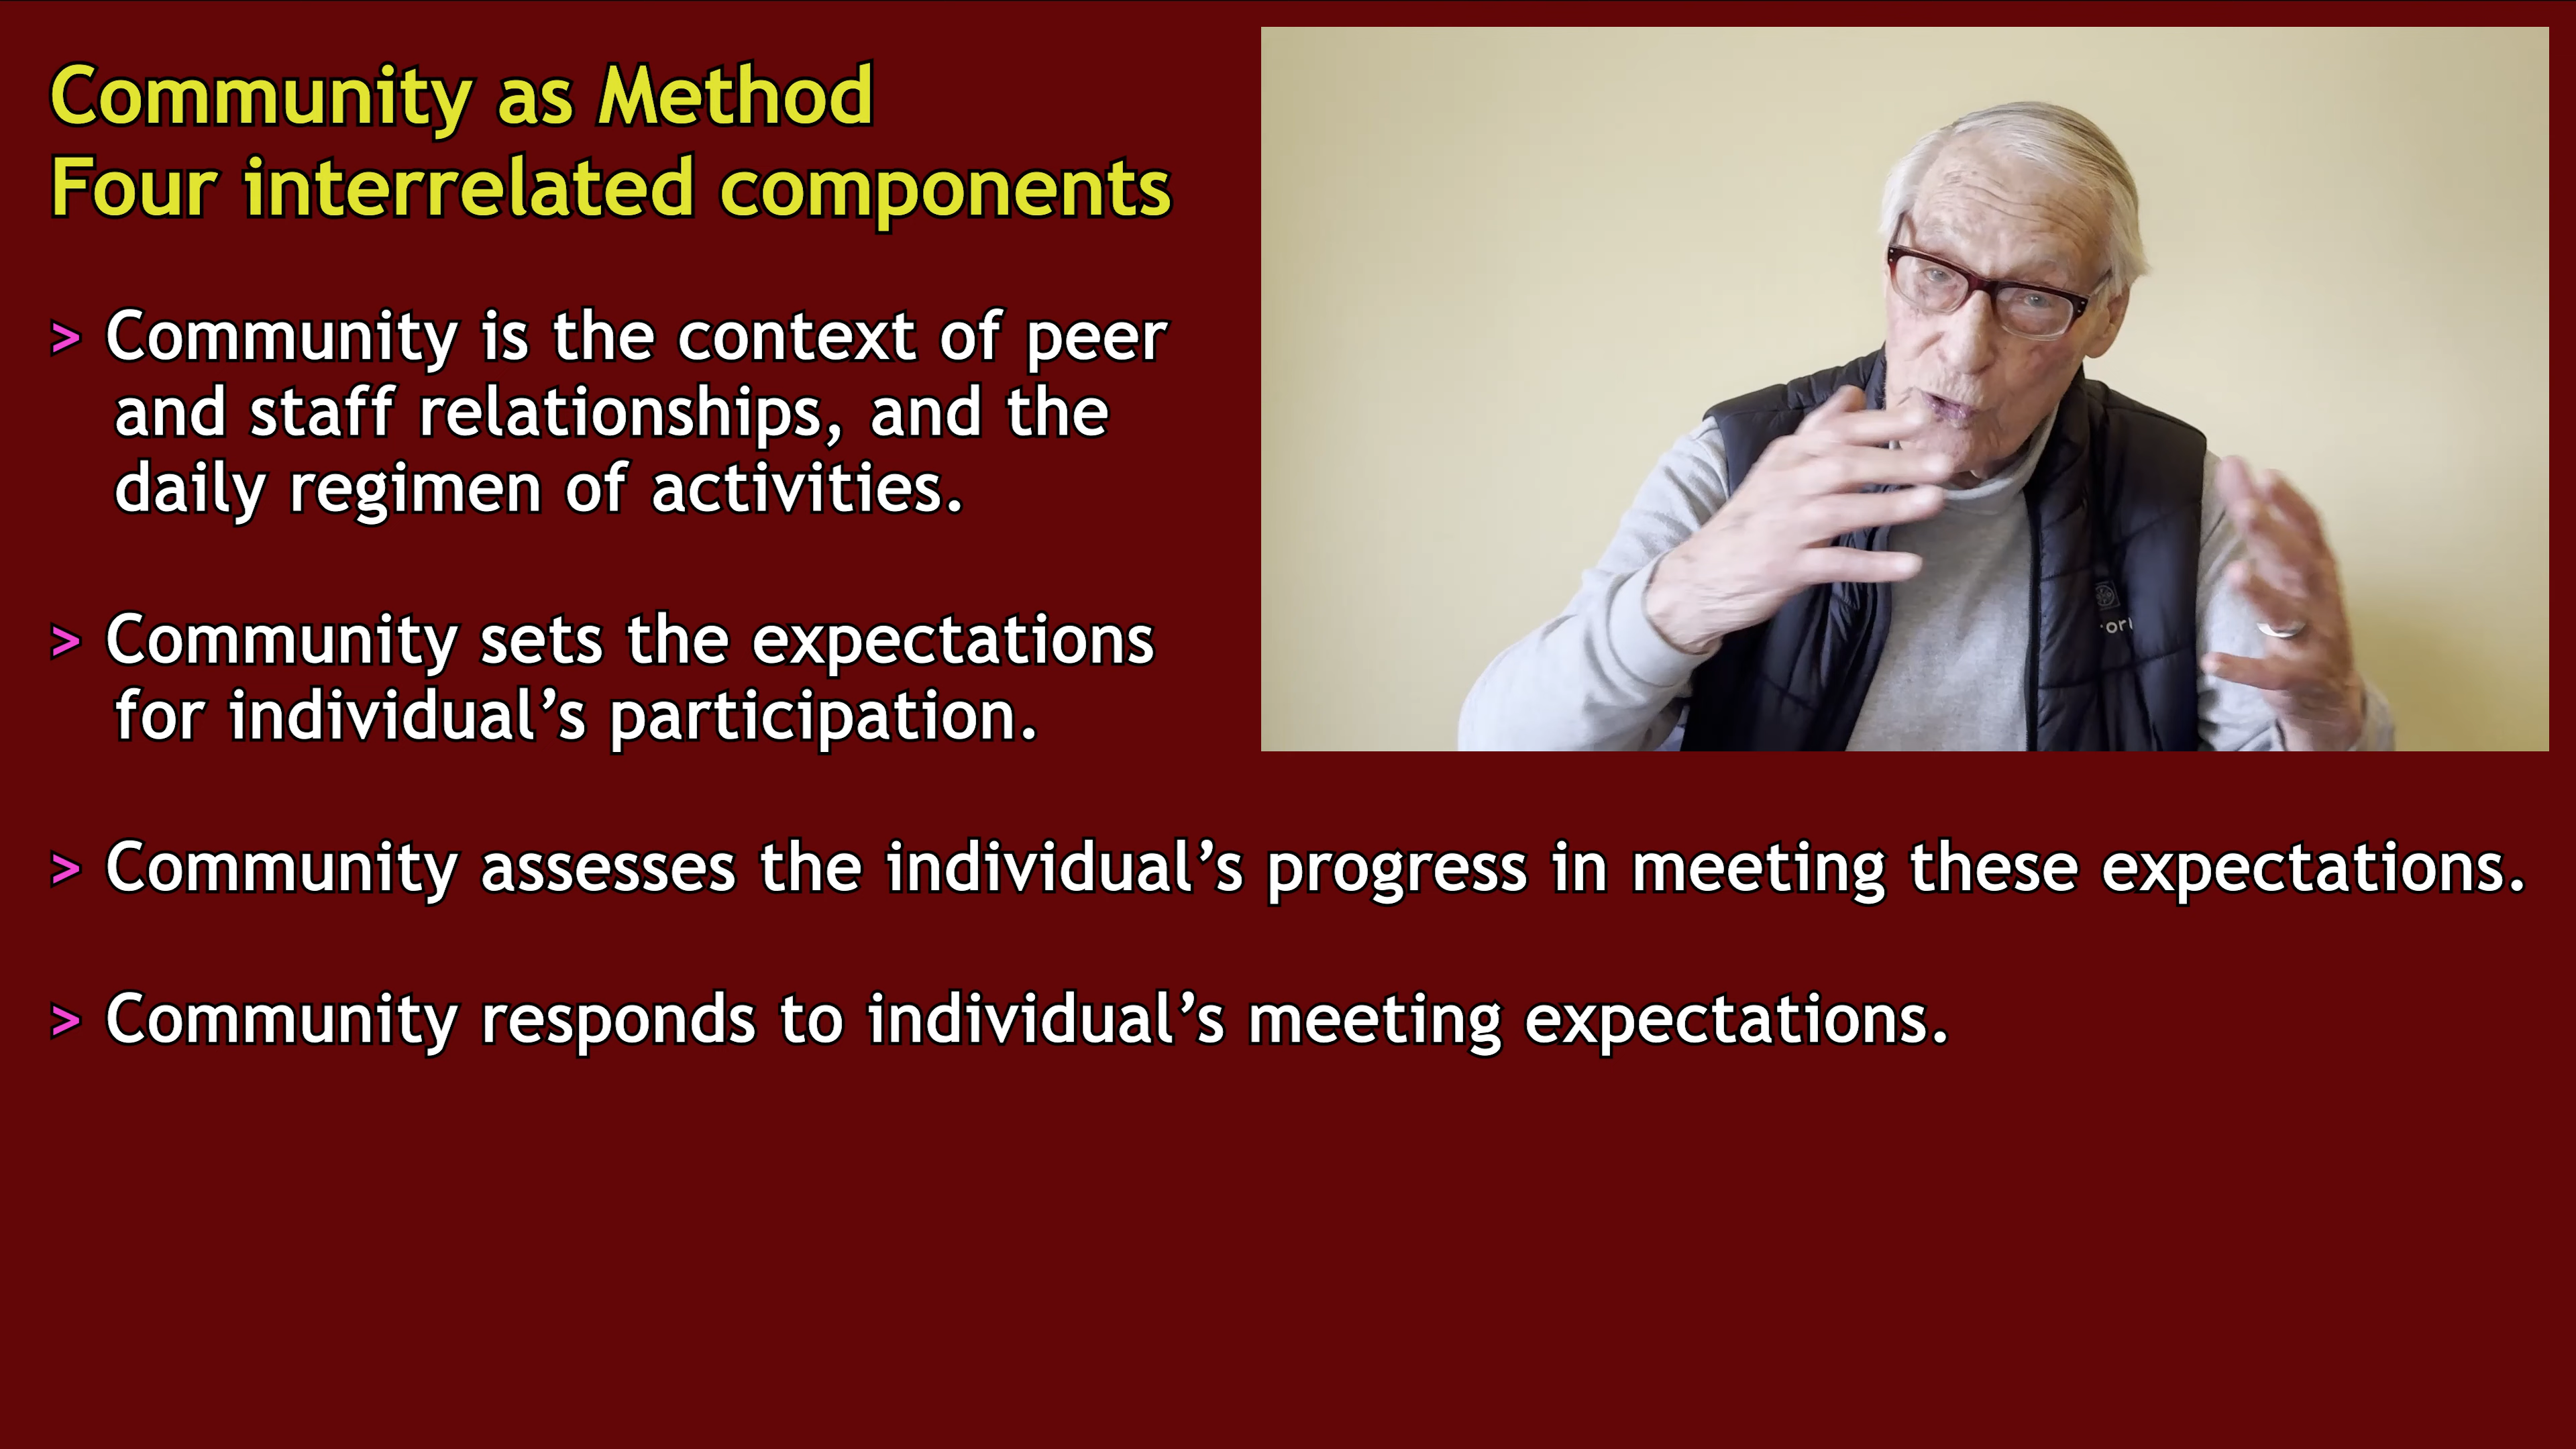 Community as Method
Four interrelated components
> Community is the context of peer
and staff relationships, and the
daily regimen of activities.
> Community sets the expectations
for individual’s participation.
> Community assesses the individual’s progress in meeting these expectations.
> Community responds to individual’s meeting expectations.